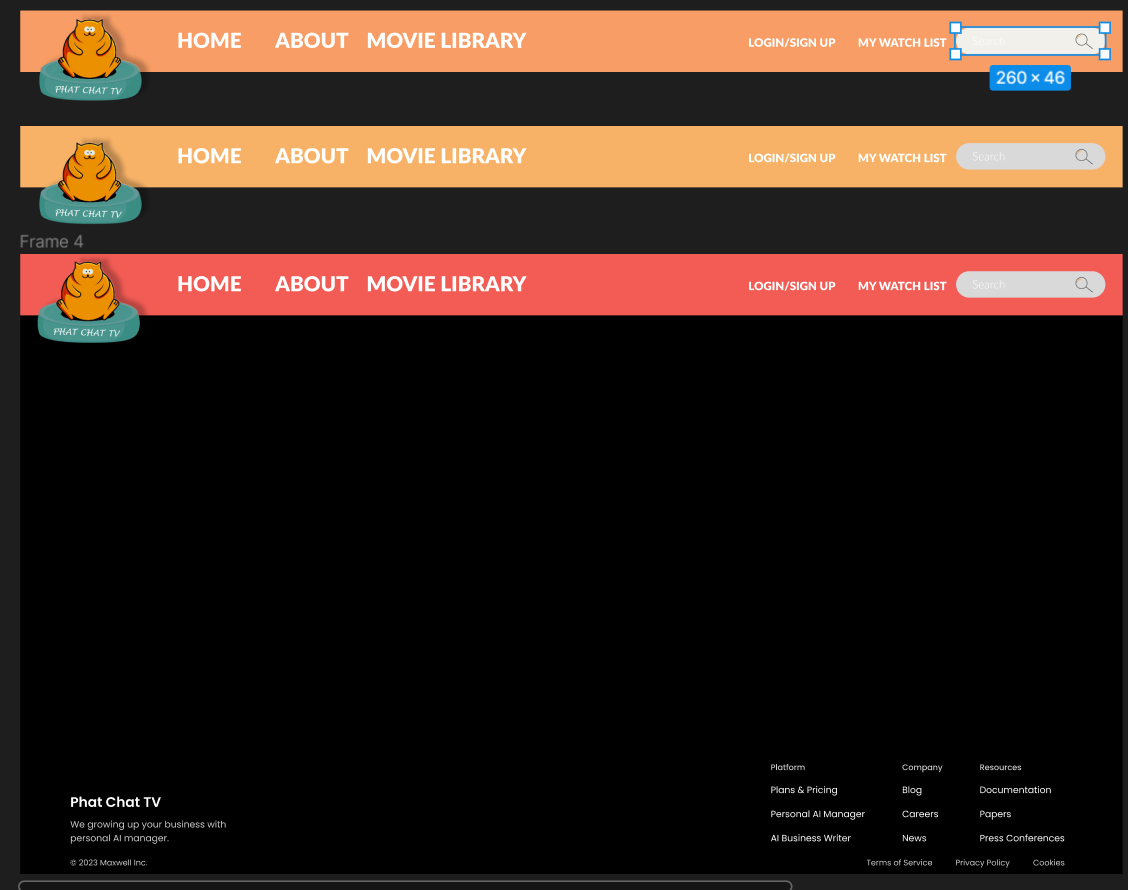 HOME ABOUT MOVIE LIBRARY LOGIN/SIGN UP MY WATCH LIST Search
260 × 46
PHAT CHAT TV
HOME ABOUT MOVIE LIBRARY LOGIN/SIGN UP MY WATCH LIST Search
PHAT CHAT TV
Frame 4
HOME ABOUT MOVIE LIBRARY LOGIN/SIGN UP MY WATCH LIST Search
PHAT CHAT TV
Platform Company Resources
Plans & Pricing Blog Documentation
Phat Chat TV
Personal AI Manager Careers Papers
We growing up your business with
personal AI manager.
AI Business Writer News Press Conferences
© 2023 Maxwell Inc.
Terms of Service Privacy Policy Cookies